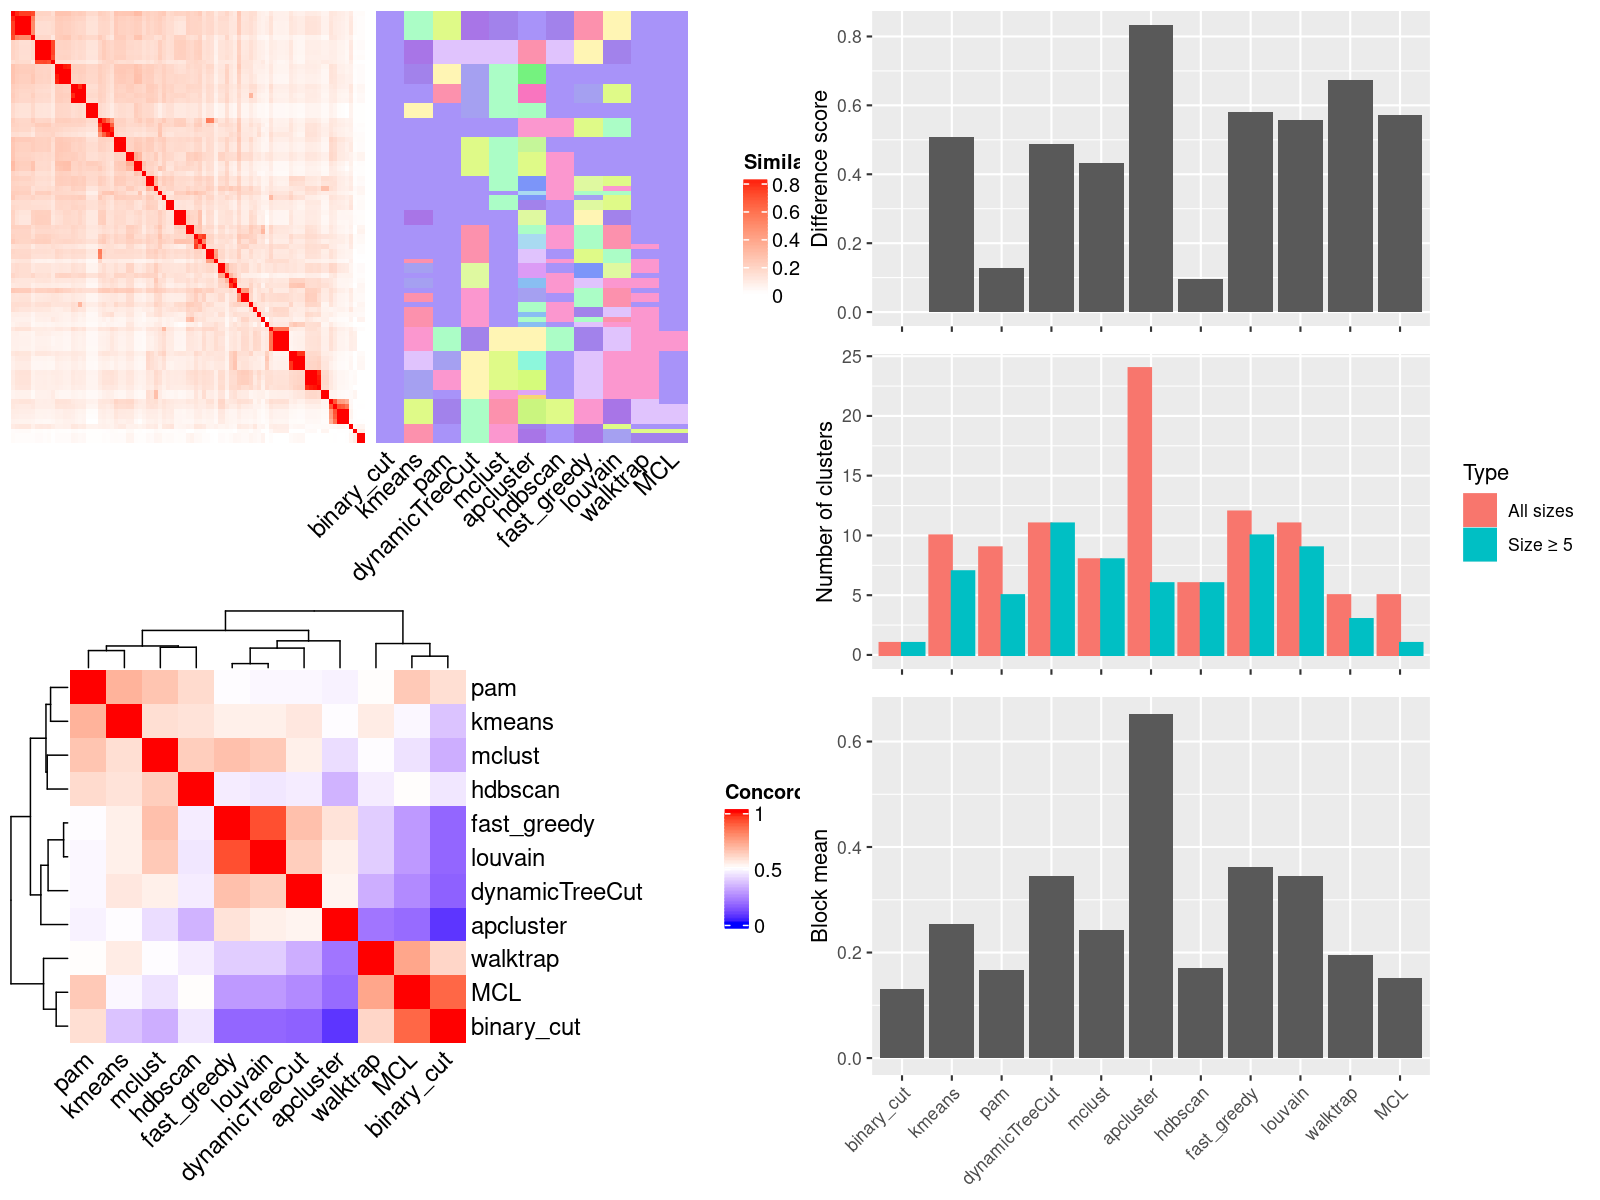 Simila
0.8
0.6
0.4
0.2
0
binary_cut
kmeans
pam
dynamicTreeCut
mclust
apcluster
hdbscan
fast_greedy
louvain
walktrap
MCL
pam
kmeans
mclust
hdbscan
fast_greedy
louvain
dynamicTreeCut
apcluster
walktrap
MCL
binary_cut
pam
kmeans
mclust
hdbscan
fast_greedy
louvain
dynamicTreeCut
apcluster
walktrap
MCL
binary_cut
Concord
1
0.5
0
Difference score
0.8
0.6
0.4
0.2
0.0
Number of clusters
25
20
15
10
5
0
Type
All sizes
Size ≥ 5
Block mean
0.6
0.4
0.2
0.0
binary_cut
kmeans
pam
dynamicTreeCut
mclust
apcluster
hdbscan
fast_greedy
louvain
walktrap
MCL